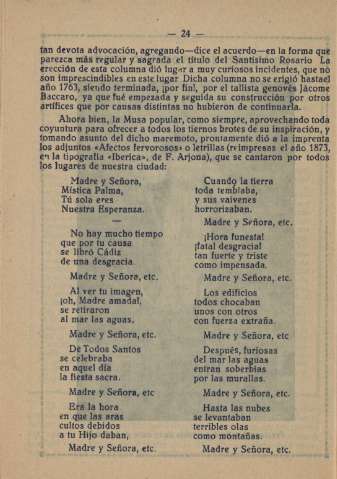 — 24 —
tan devota advocación, agregando—dice el acuerdo—en la forma que
parezca más regular y sagrada el título del Santísimo Rosario La
erección de esta columna dió lugar a muy curiosos incidentes, que no
son imprescindibles en este lugar Dicha columna no se erigió hasta el
año 1763, siendo terminada, ¡por fin!, por el tallista genovés Jácome
Baccaro, ya que fué empezada y seguida su construcción por otros
artífices que por causas distintas no hubieron de continuarla.
Ahora bien, la Musa popular, como siempre, aprovechando toda
coyuntura para ofrecer a todos los tiernos brotes de su inspiración, y
tomando asunto del dicho maremoto, prontamente dió a la imprenta
los adjuntos «Afectos fervorosos» o letrillas (reimpresas el año 1873,
en la tipografía «Iberica», de F. Arjona), que se cantaron por todos
los lugares de nuestra ciudad:
Madre y Señora,
Mística Palma,
Tú sola eres
Nuestra Esperanza.
—
No hay mucho tiempo
que por tu causa
se libró Cádiz
de una desgracia.
Madre y Señora, etc.
Al ver tu imagen,
¡oh, Madre amada!,
se retiraron
al mar las aguas.
Madre y Señora, etc.
De Todos Santos
se celebraba
en aquel día
la fiesta sacra.
Madre y Señora, etc
Era la hora
en que las aras
cultos debidos
a tu Hijo daban,
Madre y Señora, etc.
Cuando la tierra
toda temblaba,
y sus vaivenes
horrorizaban.
Madre y Señora, etc.
¡Hora funesta!
¡fatal desgracia!
tan fuerte y triste
como impensada.
Madre y Señora, etc.
Los edificios
todos chocaban
unos con otros
con fuerza extraña.
Madre y Señora, etc
Después, furiosas
del mar las aguas
entran soberbias
por las murallas.
Madre y Señora, etc.
Hasta las nubes
se levantaban
terribles olas
como montañas.
Madre y Señora, etc.